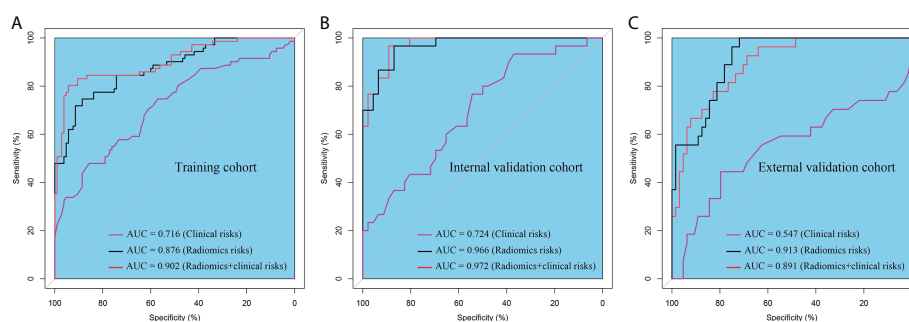 A
B
C
100
80
60
40
20
0
Sensitivity (%)
Training cohort
AUC = 0.716 (Clinical risks)
AUC = 0.876 (Radiomics risks)
AUC = 0.902 (Radiomics+clinical risks)
100
80
60
40
20
0
Specificity (%)
100
80
60
40
20
0
Sensitivity (%)
Internal validation cohort
AUC = 0.724 (Clinical risks)
AUC = 0.966 (Radiomics risks)
AUC = 0.972 (Radiomics+clinical risks)
100
80
60
40
20
0
Specificity (%)
100
80
60
40
20
0
Sensitivity (%)
External validation cohort
AUC = 0.547 (Clinical risks)
AUC = 0.913 (Radiomics risks)
AUC = 0.891 (Radiomics+clinical risks)
100
80
60
40
20
Specificity (%)